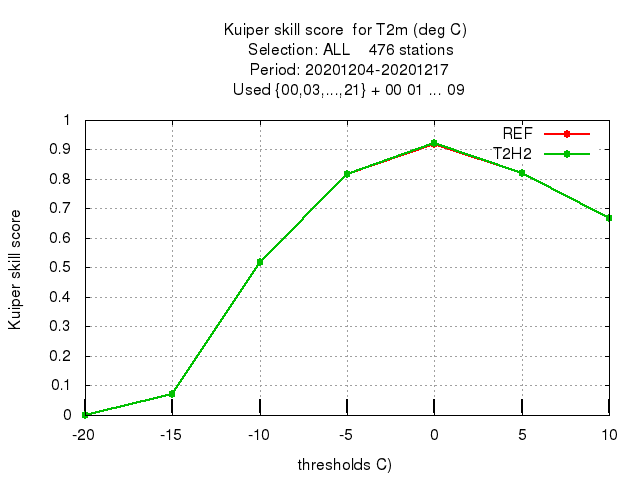 Kuiper skill score for T2m (deg C)
Selection: ALL 476 stations
Period: 20201204-20201217
Used {00,03,...,21} + 00 01 ... 09
REF
T2H2
1
0.9
0.8
0.7
0.6
0.5
0.4
0.3
0.2
0.1
0
Kuiper skill score
-20 -15 -10 -5 0 5 10
thresholds C)